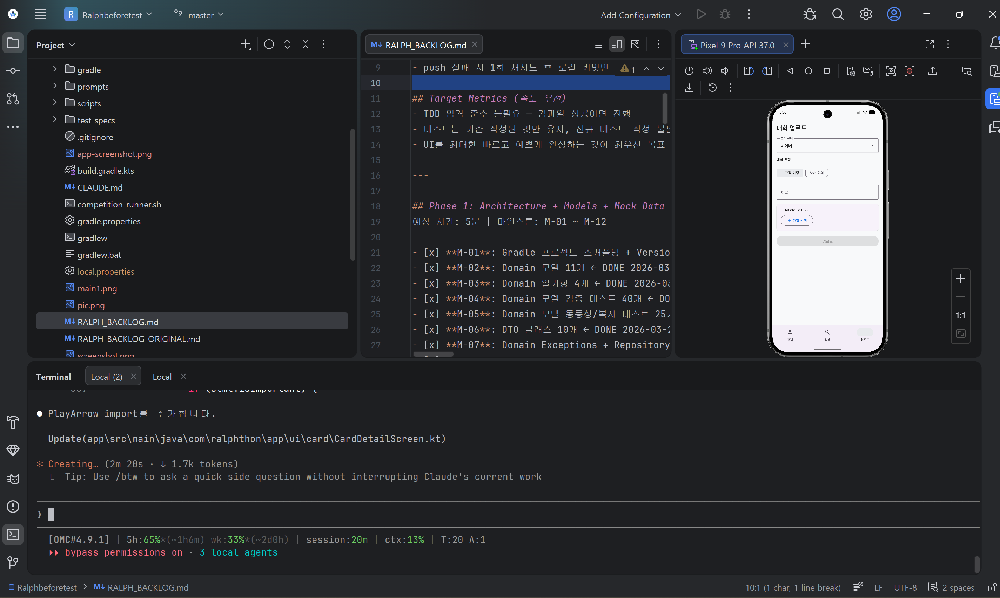 R Ralphbeforetest master Add Configuration
Project
gradle
prompts
scripts
test-specs
.gitignore
app-screenshot.png
build.gradle.kts
M↓ CLAUDE.md
competition-runner.sh
gradle.properties
gradlew
gradlew.bat
local.properties
main1.png
pic.png
M↓ RALPH_BACKLOG.md
M↓ RALPH_BACKLOG_ORIGINAL.md
screenshot.png
M↓ RALPH_BACKLOG.md
9 - push 실패 시 1회 재시도 후 로컬 커밋만 1
10
11 ## Target Metrics (속도 우선)
12 - TDD 엄격 준수 불필요 — 컴파일 성공이면 진행
13 - 테스트는 기존 작성된 것만 유지, 신규 테스트 작성 불필
14 - UI를 최대한 빠르고 예쁘게 완성하는 것이 최우선 목표
15
16 ---
17
18 ## Phase 1: Architecture + Models + Mock Data
19 예상 시간: 5분 | 마일스톤: M-01 ~ M-12
20
21 - [x] **M-01**: Gradle 프로젝트 스캐폴딩 + Versio
22 - [x] **M-02**: Domain 모델 11개 ← DONE 2026-03
23 - [x] **M-03**: Domain 열거형 4개 ← DONE 2026-03
24 - [x] **M-04**: Domain 모델 검증 테스트 40개 ← DO
25 - [x] **M-05**: Domain 모델 동등성/복사 테스트 25개
26 - [x] **M-06**: DTO 클래스 10개 ← DONE 2026-03-2
27 - [x] **M-07**: Domain Exceptions + Repository
Pixel 9 Pro API 37.0
8:53
대화 업로드
고객 선택
네이버
대화 유형
✓ 고객 미팅 사내 회의
제목
recording.m4a
+ 파일 선택
업로드
고객 검색 업로드
1:1
Terminal Local (2) Local
if (stmt.isImportant) {
● PlayArrow import를 추가합니다.
Update(app\src\main\java\com\ralphthon\app\ui\card\CardDetailScreen.kt)
✻ Creating… (2m 20s · ↓ 1.7k tokens)
└ Tip: Use /btw to ask a quick side question without interrupting Claude's current work
❯
[OMC#4.9.1] | 5h:65%*(~1h6m) wk:33%*(~2d0h) | session:20m | ctx:13% | T:20 A:1
⏵⏵ bypass permissions on · 3 local agents
Ralphbeforetest > M↓ RALPH_BACKLOG.md 10:1 (1 char, 1 line break) LF UTF-8 2 spaces